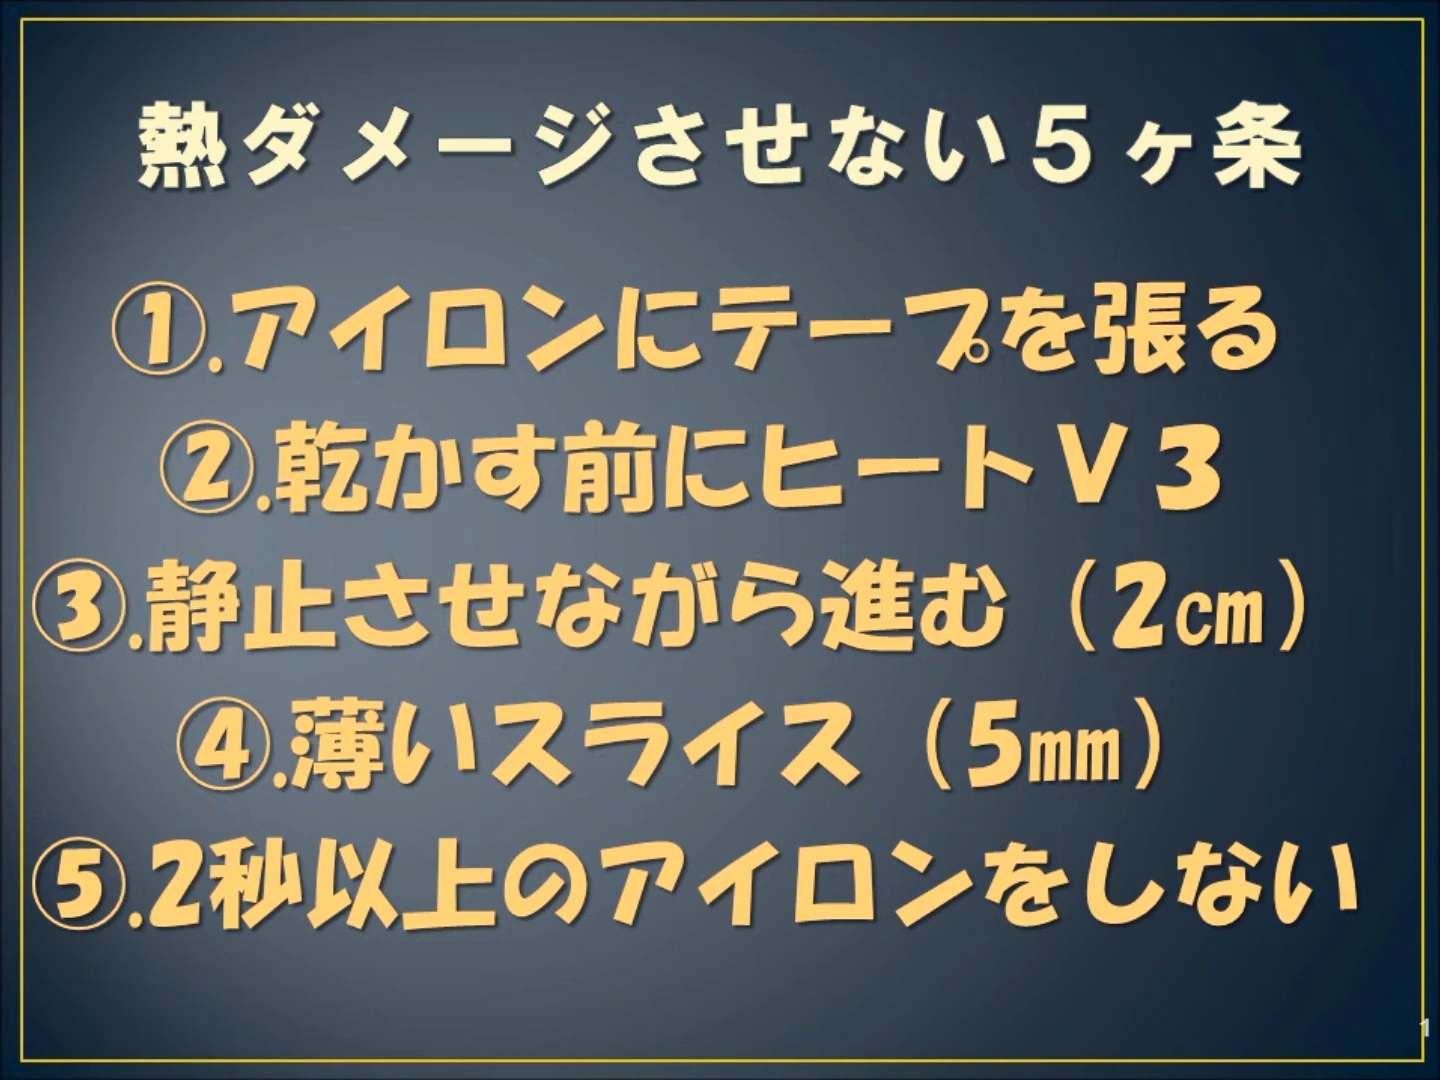 熱ダメージさせない５ヶ条
①.アイロンにテープを張る
②.乾かす前にヒートＶ３
③.静止させながら進む（2㎝）
④.薄いスライス（5㎜）
⑤.2秒以上のアイロンをしない
1